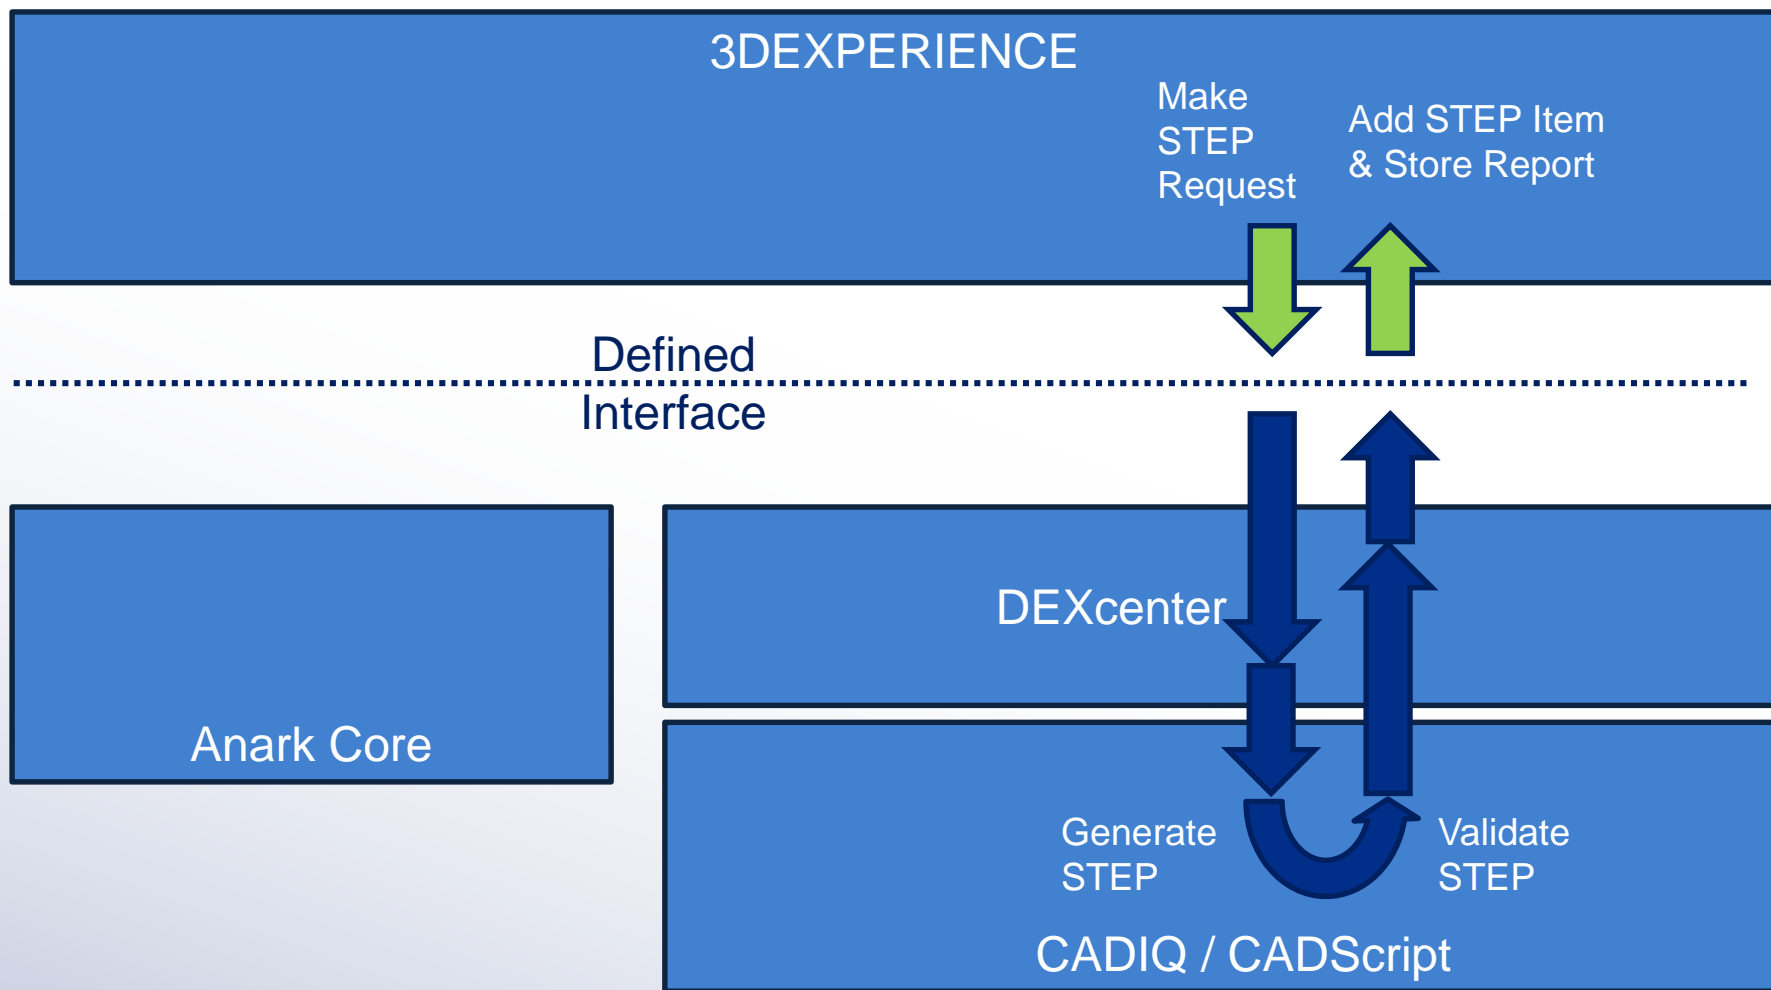 3DEXPERIENCE
Make
STEP
Request
Add STEP Item
& Store Report
Defined
Interface
DEXcenter
Anark Core
Generate
STEP
Validate
STEP
CADIQ / CADScript